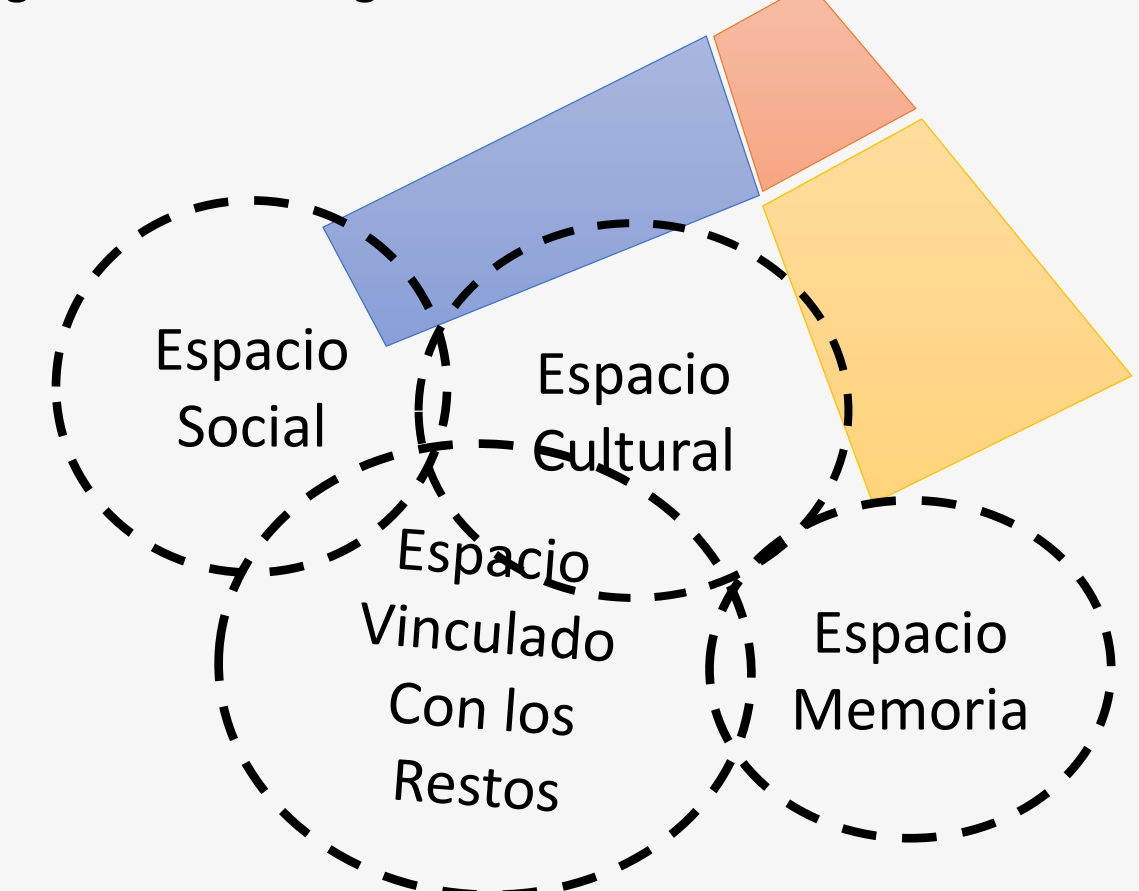 Espacio
Social
Espacio
Cultural
Espacio
Vinculado
Con los
Restos
Espacio
Memoria